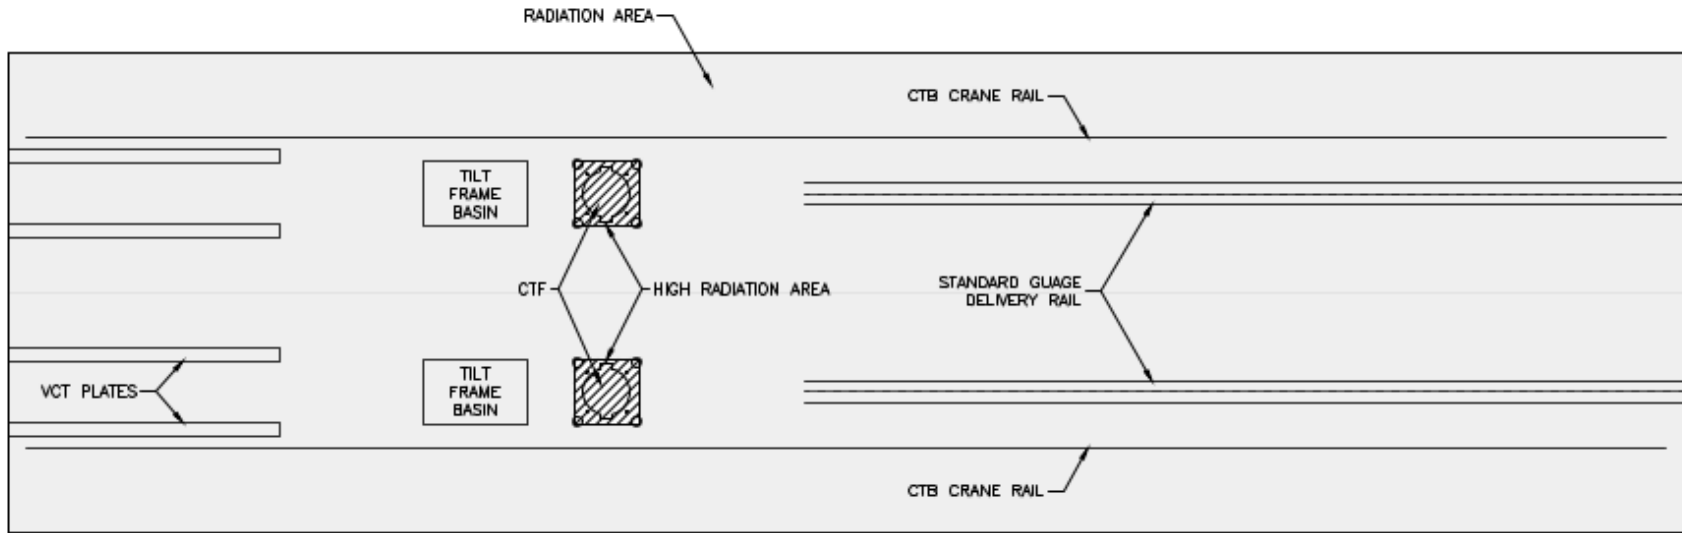 RADIATION AREA
CTB CRANE RAIL
TILT
FRAME
BASIN
CTF
HIGH RADIATION AREA
STANDARD GUAGE
DELIVERY RAIL
VCT PLATES
TILT
FRAME
BASIN
CTB CRANE RAIL